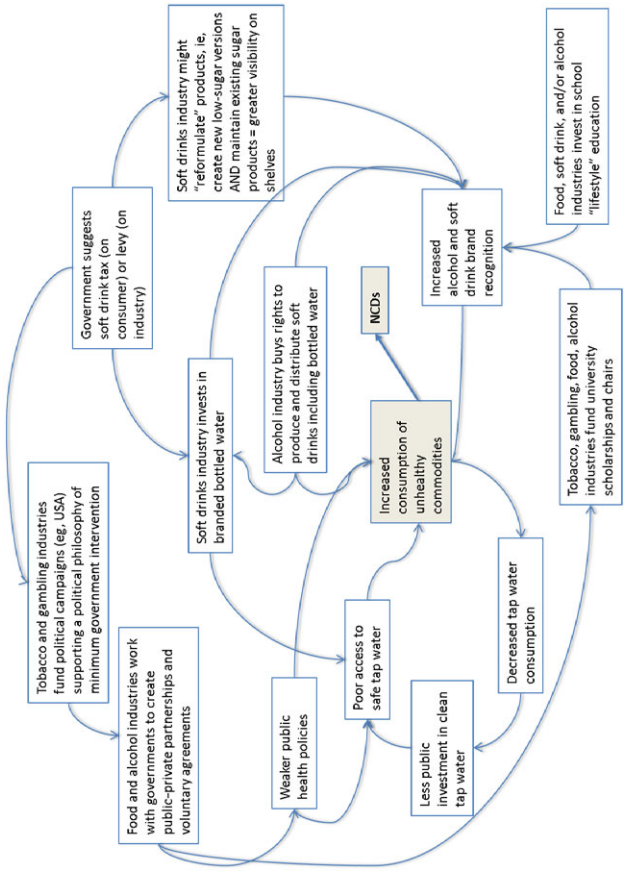 Tobacco and gambling industries
fund political campaigns (eg, USA)
supporting a political philosophy of
minimum government intervention
Government suggests
soft drink tax (on
consumer) or levy (on
industry)
Soft drinks industry might
“reformulate” products, ie,
create new low-sugar versions
AND maintain existing sugar
products = greater visibility on
shelves
Food and alcohol industries work
with governments to create
public–private partnerships and
voluntary agreements
Soft drinks industry invests in
branded bottled water
Alcohol industry buys rights to
produce and distribute soft
drinks including bottled water
Weaker public
health policies
Poor access to
safe tap water
Increased
consumption of
unhealthy
commodities
NCDs
Increased
alcohol and soft
drink brand
recognition
Less public
investment in clean
tap water
Decreased tap water
consumption
Tobacco, gambling, food, alcohol
industries fund university
scholarships and chairs
Food, soft drink, and/or alcohol
industries invest in school
“lifestyle” education